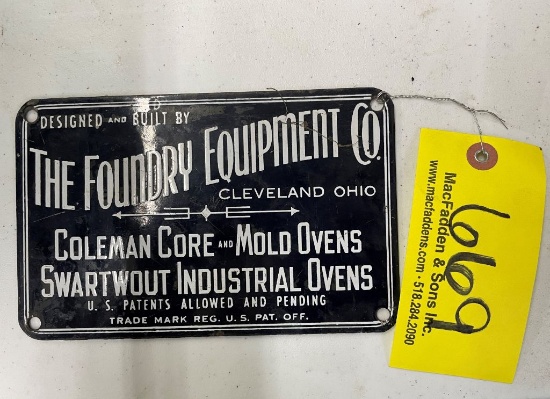 DESIGNED AND BUILT BY
THE FOUNDRY EQUIPMENT CO.
CLEVELAND OHIO
COLEMAN CORE AND MOLD OVENS
SWARTWOUT INDUSTRIAL OVENS
U. S. PATENTS ALLOWED AND PENDING
TRADE MARK REG. U.S. PAT. OFF.
669
MacFadden & Sons Inc.
www.macfaddens.com · 518.284.2090